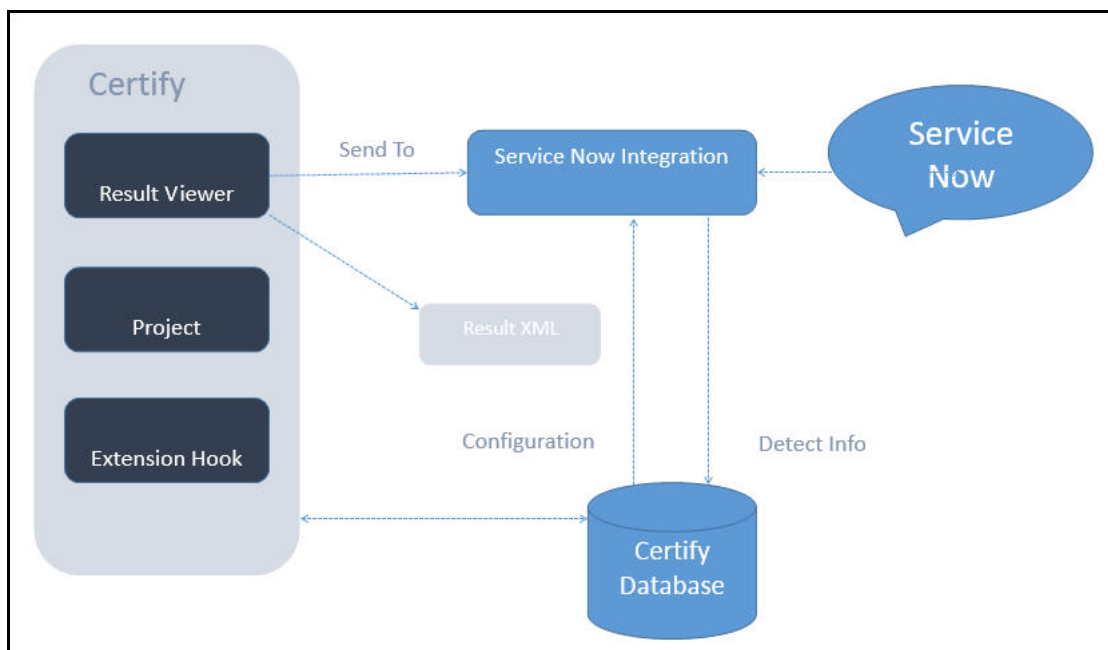 Certify
Result Viewer
Project
Extension Hook
Send To
Service Now Integration
Service
Now
Result XML
Configuration
Detect Info
Certify
Database